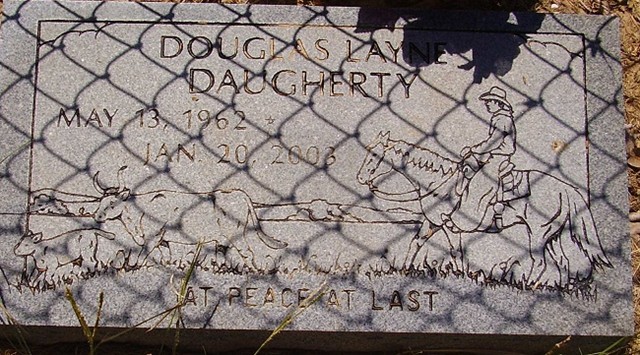 DOUGLAS LAYNE
DAUGHERTY
MAY 13, 1962 *
JAN. 20, 2003
AT PEACE AT LAST